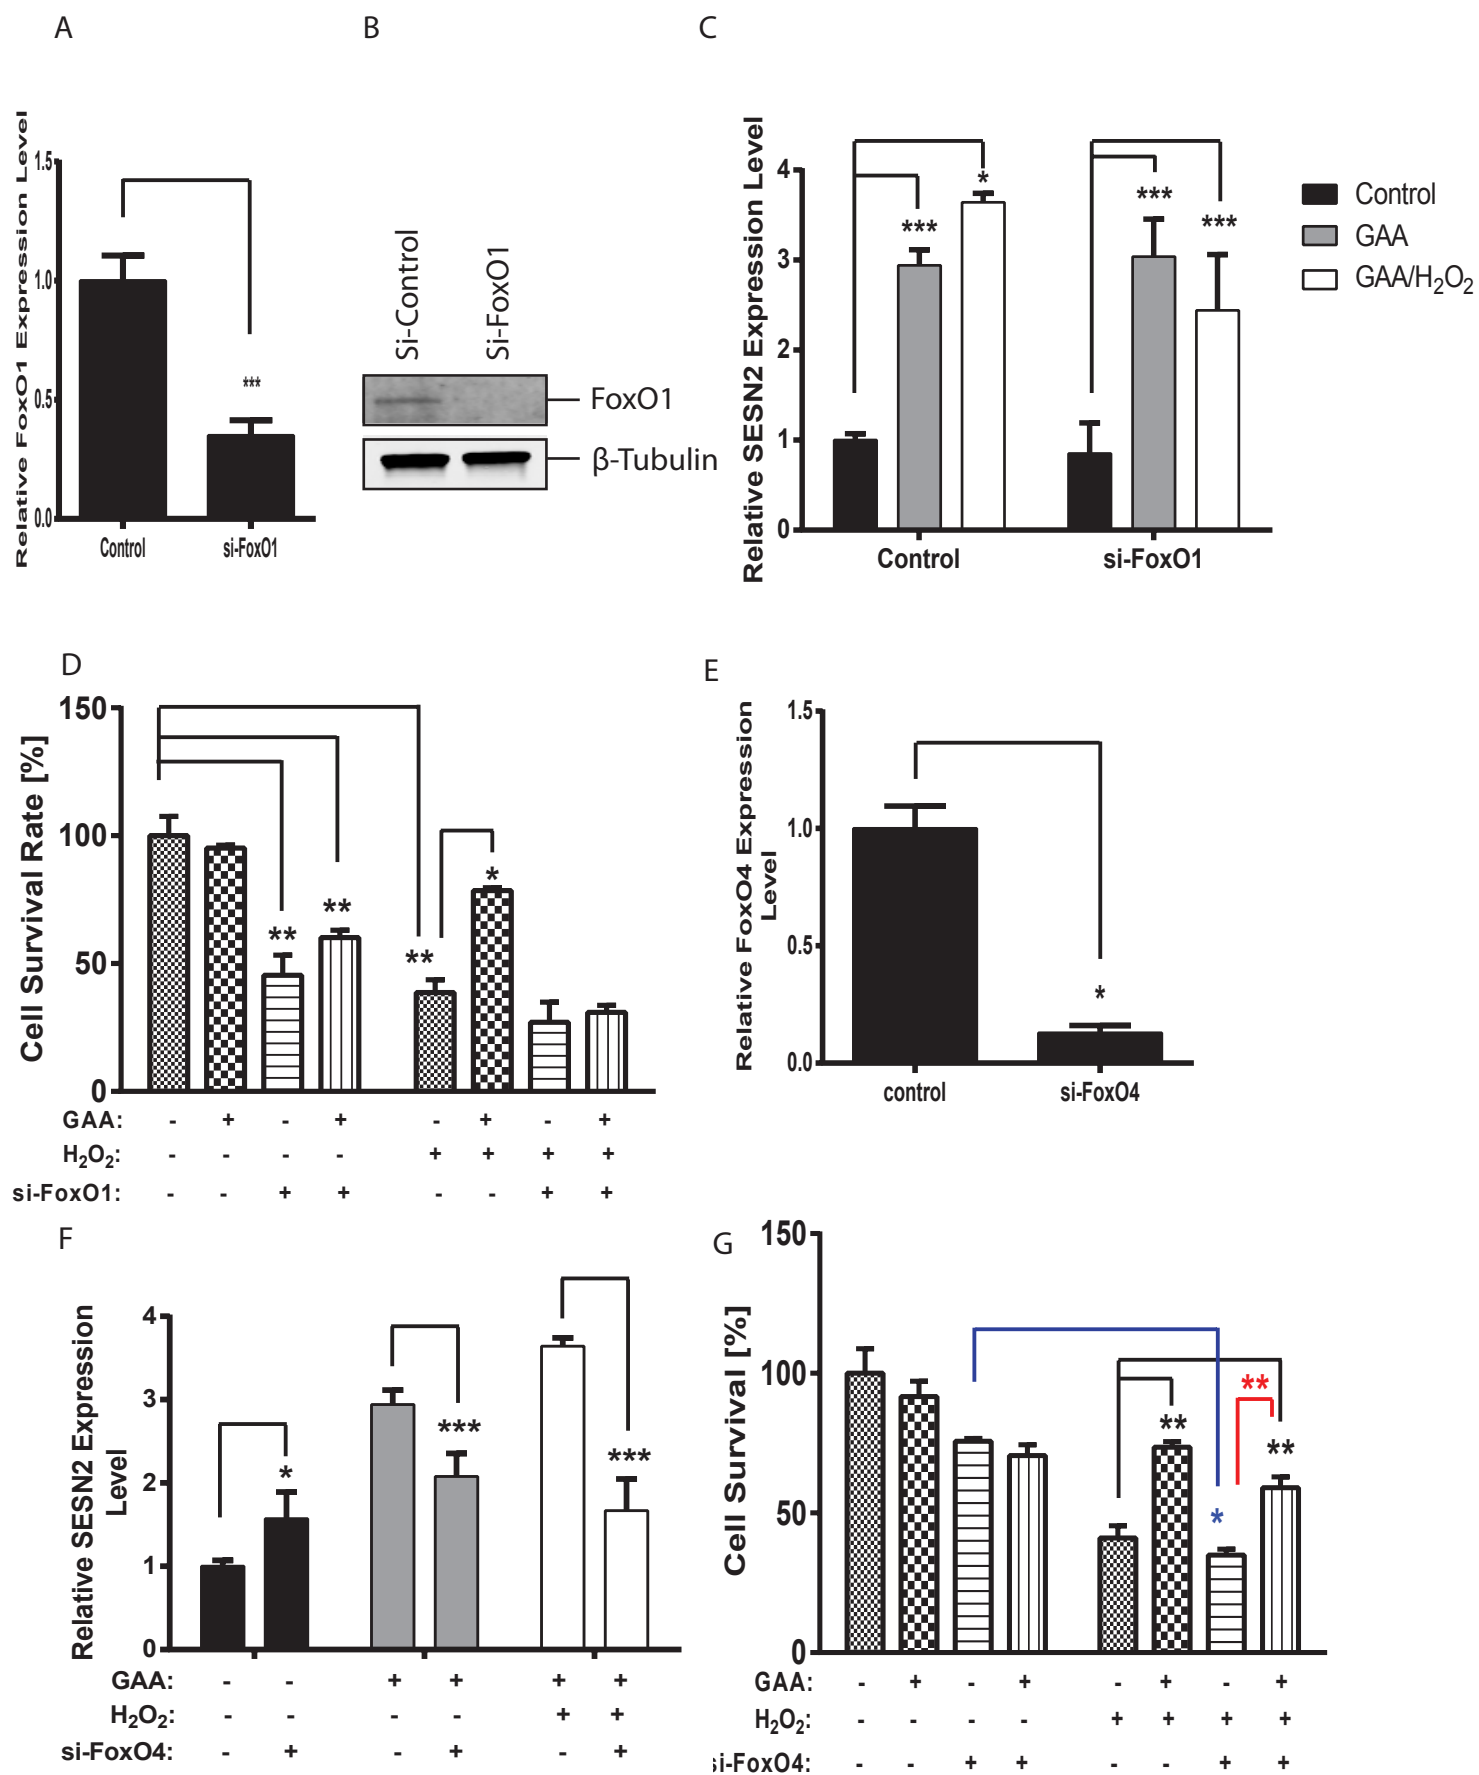 A
B
C
Relative FoxO1 Expression Level
1.5
1.0
0.5
0.0
***
Control
si-FoxO1
Si-Control
Si-FoxO1
FoxO1
β-Tubulin
Relative SESN2 Expression Level
4
3
2
1
0
***
*
***
***
Control
si-FoxO1
Control
GAA
GAA/H₂O₂
D
Cell Survival Rate [%]
150
100
50
0
**
**
**
*
GAA: - + - + - + - +
H₂O₂: - - - - + + + +
si-FoxO1: - - + + - - + +
E
Relative FoxO4 Expression
Level
1.5
1.0
0.5
0.0
*
control
si-FoxO4
F
Relative SESN2 Expression
Level
4
3
2
1
0
*
***
***
GAA: - - + + + +
H₂O₂: - - - - + +
si-FoxO4: - + - + - +
G
Cell Survival [%]
150
100
50
0
**
*
**
**
GAA: - + - + - + - +
H₂O₂: - - - - + + + +
si-FoxO4: - - + + - - + +